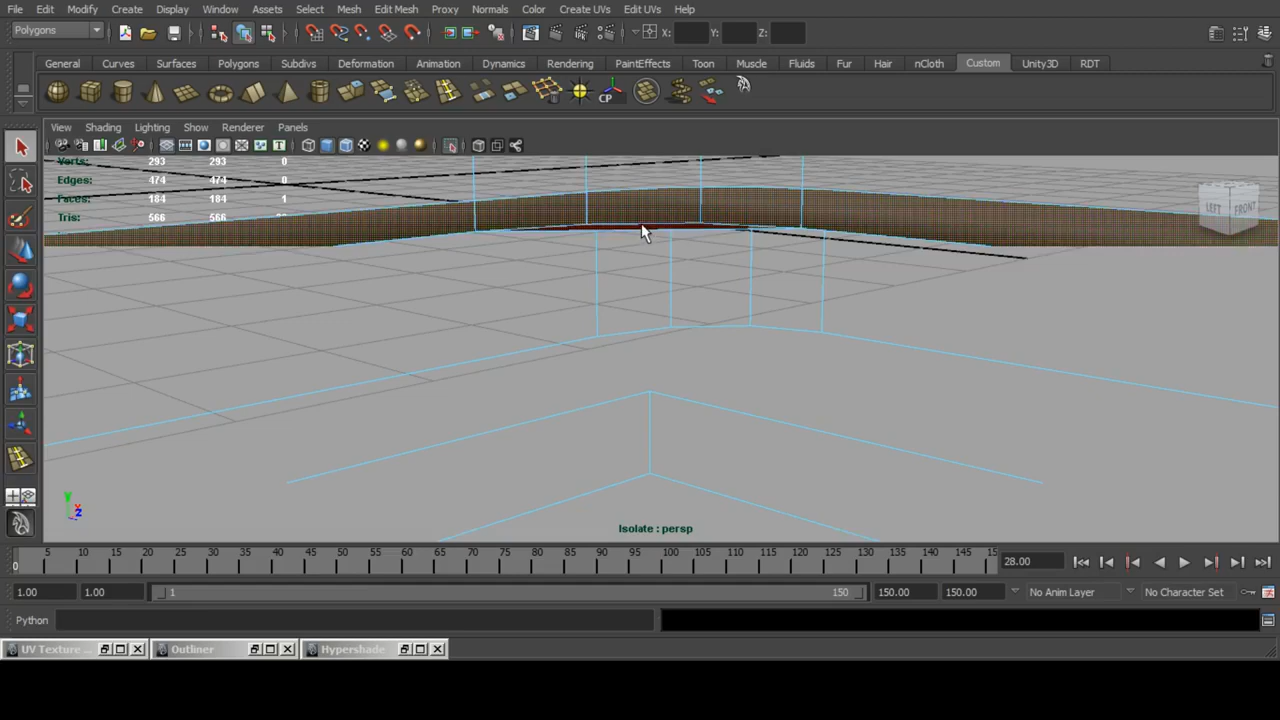 File Edit Modify Create Display Window Assets Select Mesh Edit Mesh Proxy Normals Color Create UVs Edit UVs Help
Polygons X: Y: Z:
General Curves Surfaces Polygons Subdivs Deformation Animation Dynamics Rendering PaintEffects Toon Muscle Fluids Fur Hair nCloth Custom Unity3D RDT
CP
View Shading Lighting Show Renderer Panels
Verts: 293 293 0
Edges: 474 474 0
Faces: 184 184 1
Tris: 566 566
LEFT FRONT
Y X Z
Isolate : persp
5 10 15 20 25 30 35 40 45 50 55 60 65 70 75 80 85 90 95 100 105 110 115 120 125 130 135 140 145 15
0 28.00
1.00 1.00 1 150 150.00 150.00 No Anim Layer No Character Set
Python
UV Texture ... Outliner Hypershade